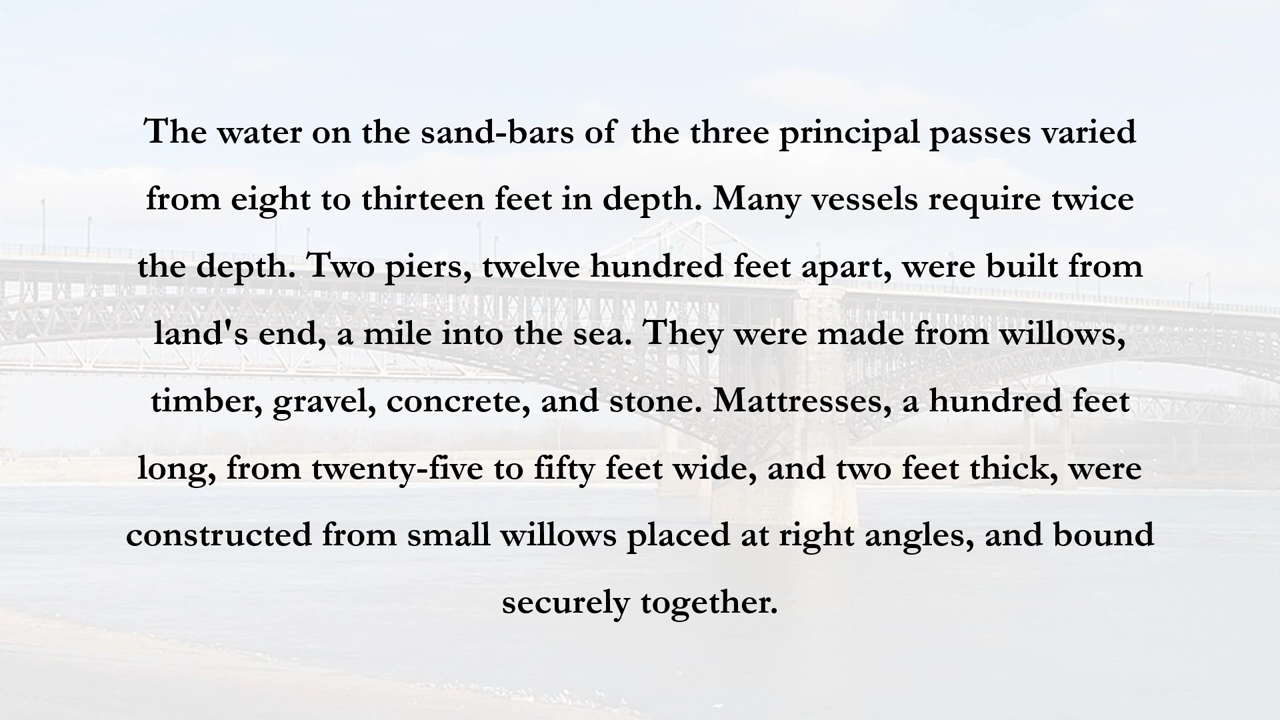 The water on the sand-bars of the three principal passes varied
from eight to thirteen feet in depth. Many vessels require twice
the depth. Two piers, twelve hundred feet apart, were built from
land's end, a mile into the sea. They were made from willows,
timber, gravel, concrete, and stone. Mattresses, a hundred feet
long, from twenty-five to fifty feet wide, and two feet thick, were
constructed from small willows placed at right angles, and bound
securely together.